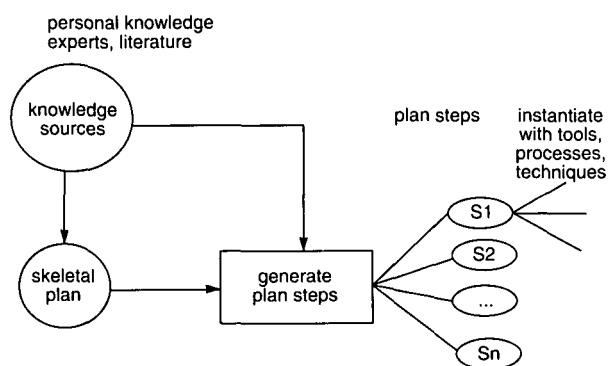 personal knowledge
experts, literature
knowledge
sources
plan steps
instantiate
with tools,
processes,
techniques
S1
skeletal
plan
generate
plan steps
S2
...
Sn